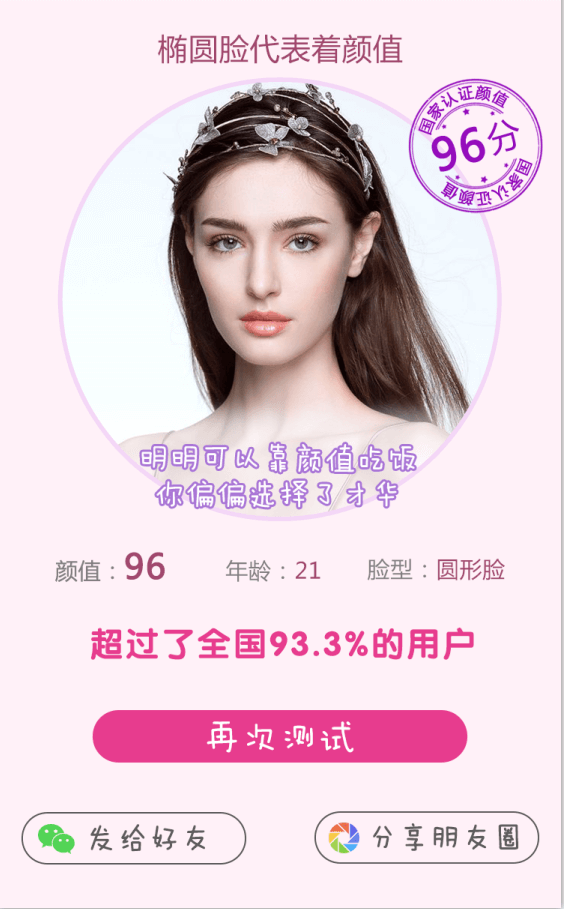 椭圆脸代表着颜值
国家认证颜值
96分
国家认证颜值
明明可以靠颜值吃饭
你偏偏选择了才华
颜值：96 年龄：21 脸型：圆形脸
超过了全国93.3%的用户
再次测试
发给好友 分享朋友圈